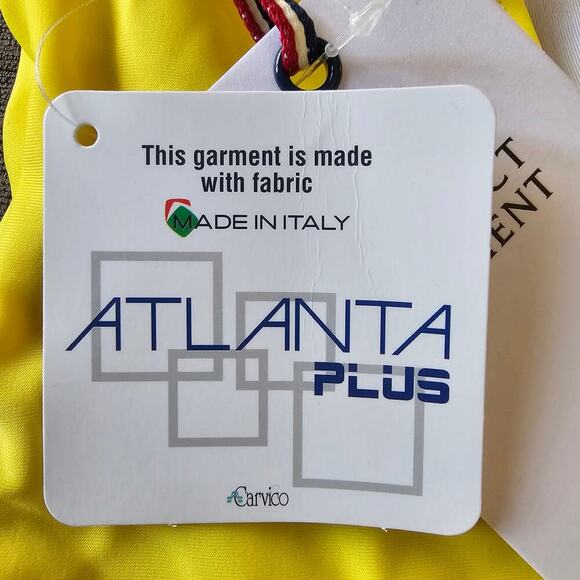 This garment is made
with fabric
MADE IN ITALY
ATLANTA
PLUS
Carvico